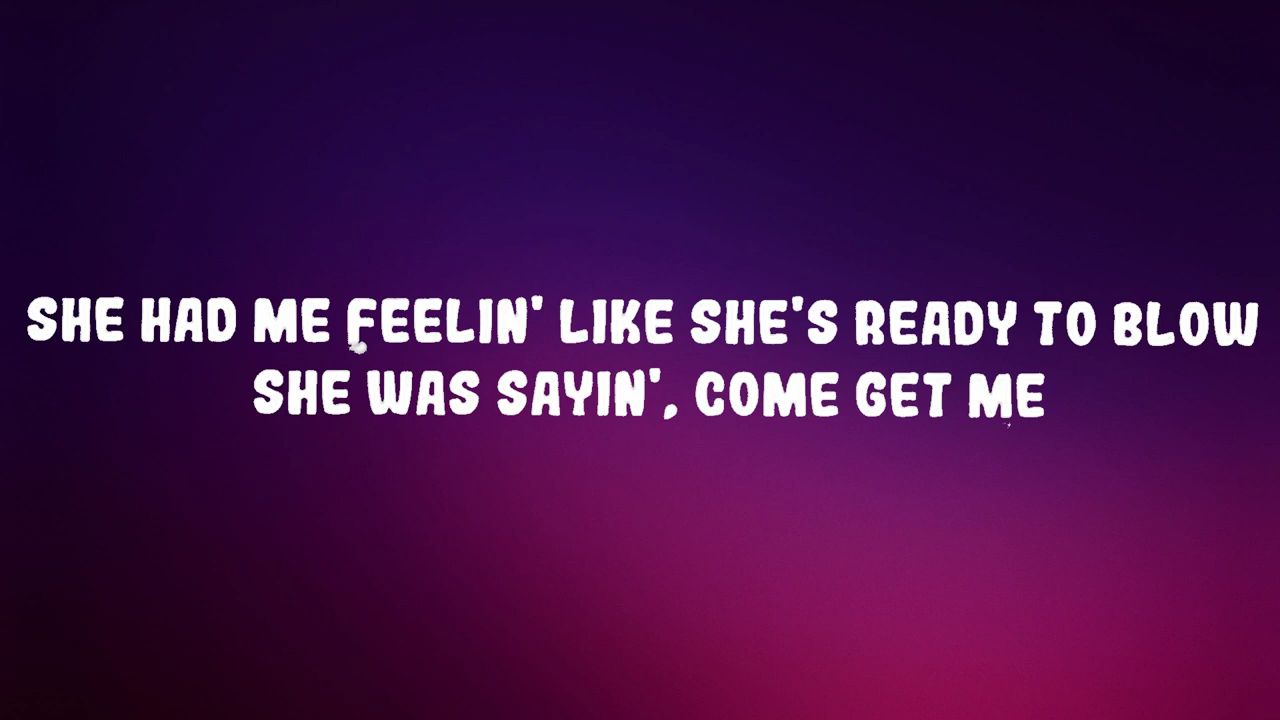 SHE HAD ME FEELIN' LIKE SHE'S READY TO BLOW
SHE WAS SAYIN', COME GET ME